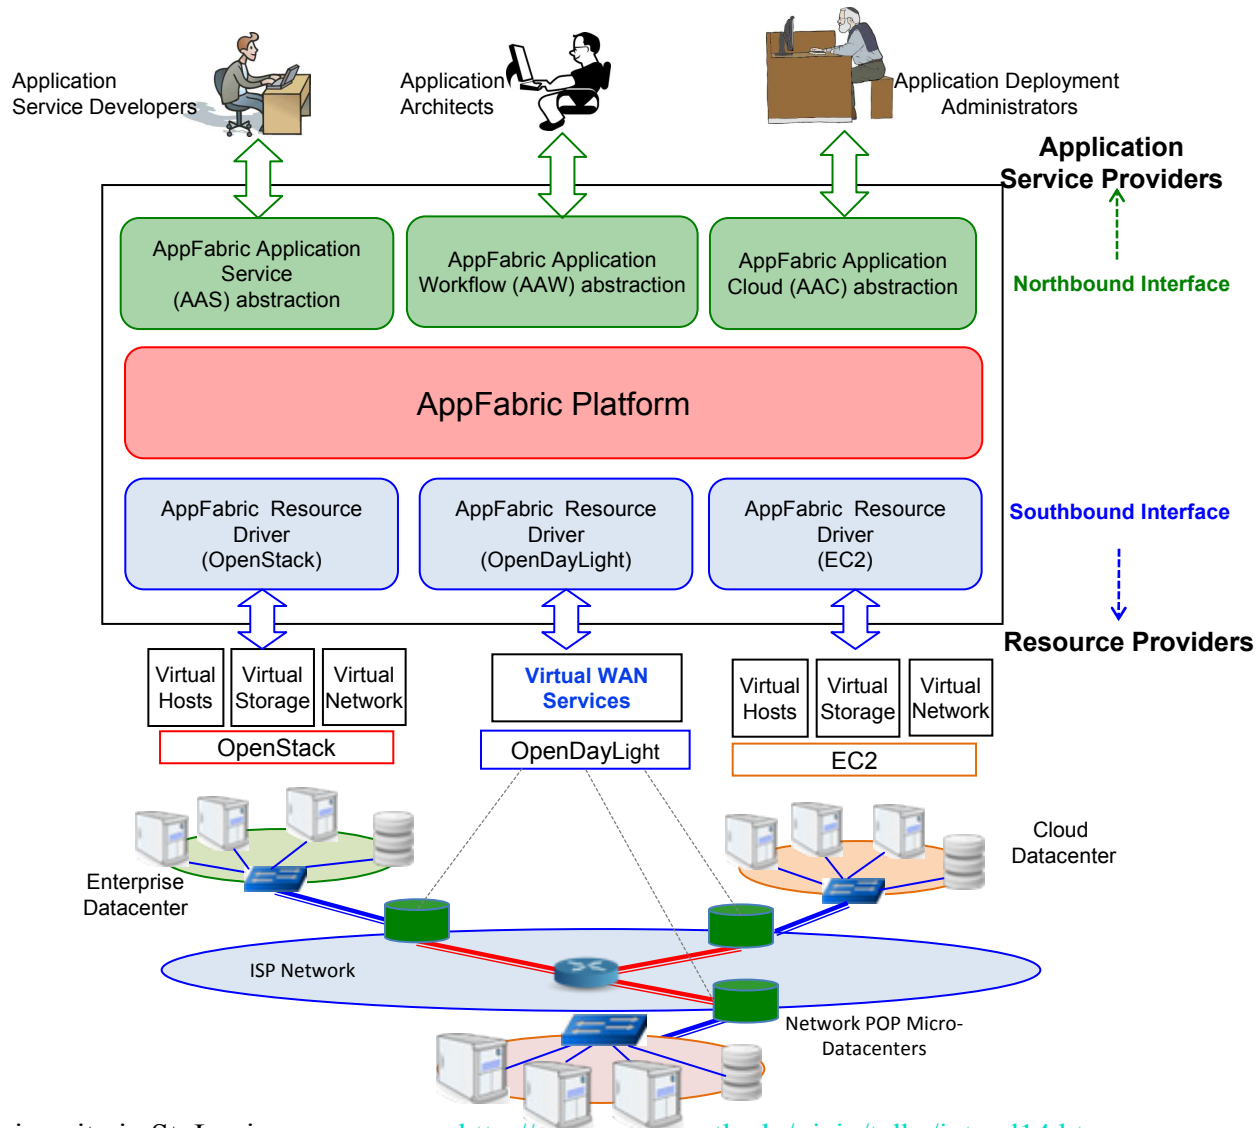 Application
Service Developers
Application
Architects
Application Deployment
Administrators
Application
Service Providers
AppFabric Application
Service
(AAS) abstraction
AppFabric Application
Workflow (AAW) abstraction
AppFabric Application
Cloud (AAC) abstraction
Northbound Interface
AppFabric Platform
AppFabric Resource
Driver
(OpenStack)
AppFabric Resource
Driver
(OpenDayLight)
AppFabric Resource
Driver
(EC2)
Southbound Interface
Resource Providers
Virtual
Hosts
Virtual
Storage
Virtual
Network
OpenStack
Virtual WAN
Services
OpenDayLight
Virtual
Hosts
Virtual
Storage
Virtual
Network
EC2
Enterprise
Datacenter
Cloud
Datacenter
ISP Network
Network POP Micro-
Datacenters